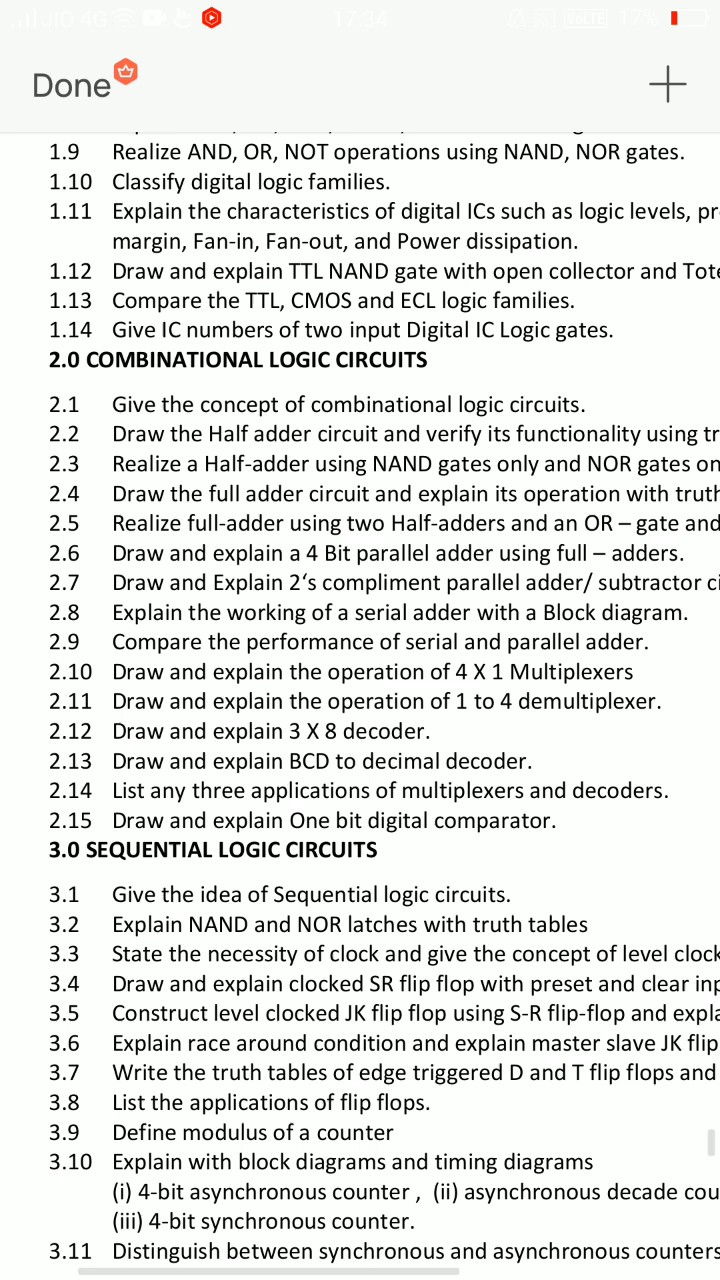 17:34
Done
1.9 Realize AND, OR, NOT operations using NAND, NOR gates.
1.10 Classify digital logic families.
1.11 Explain the characteristics of digital ICs such as logic levels,
margin, Fan-in, Fan-out, and Power dissipation.
1.12 Draw and explain TTL NAND gate with open collector and
1.13 Compare the TTL, CMOS and ECL logic families.
1.14 Give IC numbers of two input Digital IC Logic gates.
2.0 COMBINATIONAL LOGIC CIRCUITS
2.1 Give the concept of combinational logic circuits.
2.2 Draw the Half adder circuit and verify its functionality using
2.3 Realize a Half-adder using NAND gates only and NOR gates
2.4 Draw the full adder circuit and explain its operation with truth
2.5 Realize full-adder using two Half-adders and an OR – gate and
2.6 Draw and explain a 4 Bit parallel adder using full – adders.
2.7 Draw and Explain 2‘s compliment parallel adder/ subtractor
2.8 Explain the working of a serial adder with a Block diagram.
2.9 Compare the performance of serial and parallel adder.
2.10 Draw and explain the operation of 4 X 1 Multiplexers
2.11 Draw and explain the operation of 1 to 4 demultiplexer.
2.12 Draw and explain 3 X 8 decoder.
2.13 Draw and explain BCD to decimal decoder.
2.14 List any three applications of multiplexers and decoders.
2.15 Draw and explain One bit digital comparator.
3.0 SEQUENTIAL LOGIC CIRCUITS
3.1 Give the idea of Sequential logic circuits.
3.2 Explain NAND and NOR latches with truth tables
3.3 State the necessity of clock and give the concept of level clock
3.4 Draw and explain clocked SR flip flop with preset and clear
3.5 Construct level clocked JK flip flop using S-R flip-flop and
3.6 Explain race around condition and explain master slave JK flip
3.7 Write the truth tables of edge triggered D and T flip flops and
3.8 List the applications of flip flops.
3.9 Define modulus of a counter
3.10 Explain with block diagrams and timing diagrams
(i) 4-bit asynchronous counter , (ii) asynchronous decade
(iii) 4-bit synchronous counter.
3.11 Distinguish between synchronous and asynchronous counters